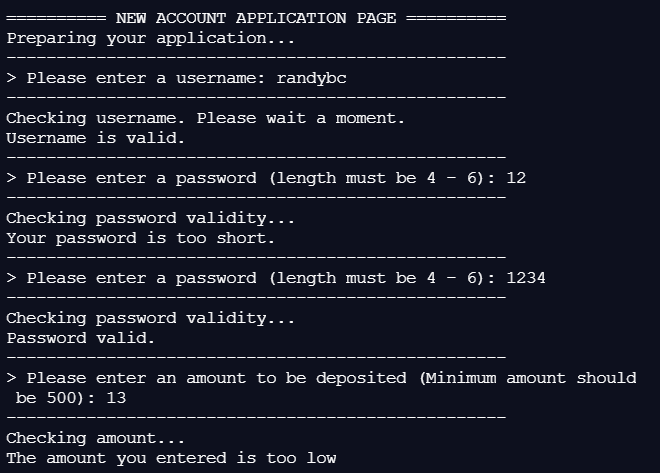 ========== NEW ACCOUNT APPLICATION PAGE ==========
Preparing your application...
--------------------------------------------------
> Please enter a username: randybc
--------------------------------------------------
Checking username. Please wait a moment.
Username is valid.
--------------------------------------------------
> Please enter a password (length must be 4 - 6): 12
--------------------------------------------------
Checking password validity...
Your password is too short.
--------------------------------------------------
> Please enter a password (length must be 4 - 6): 1234
--------------------------------------------------
Checking password validity...
Password valid.
--------------------------------------------------
> Please enter an amount to be deposited (Minimum amount should
be 500): 13
--------------------------------------------------
Checking amount...
The amount you entered is too low